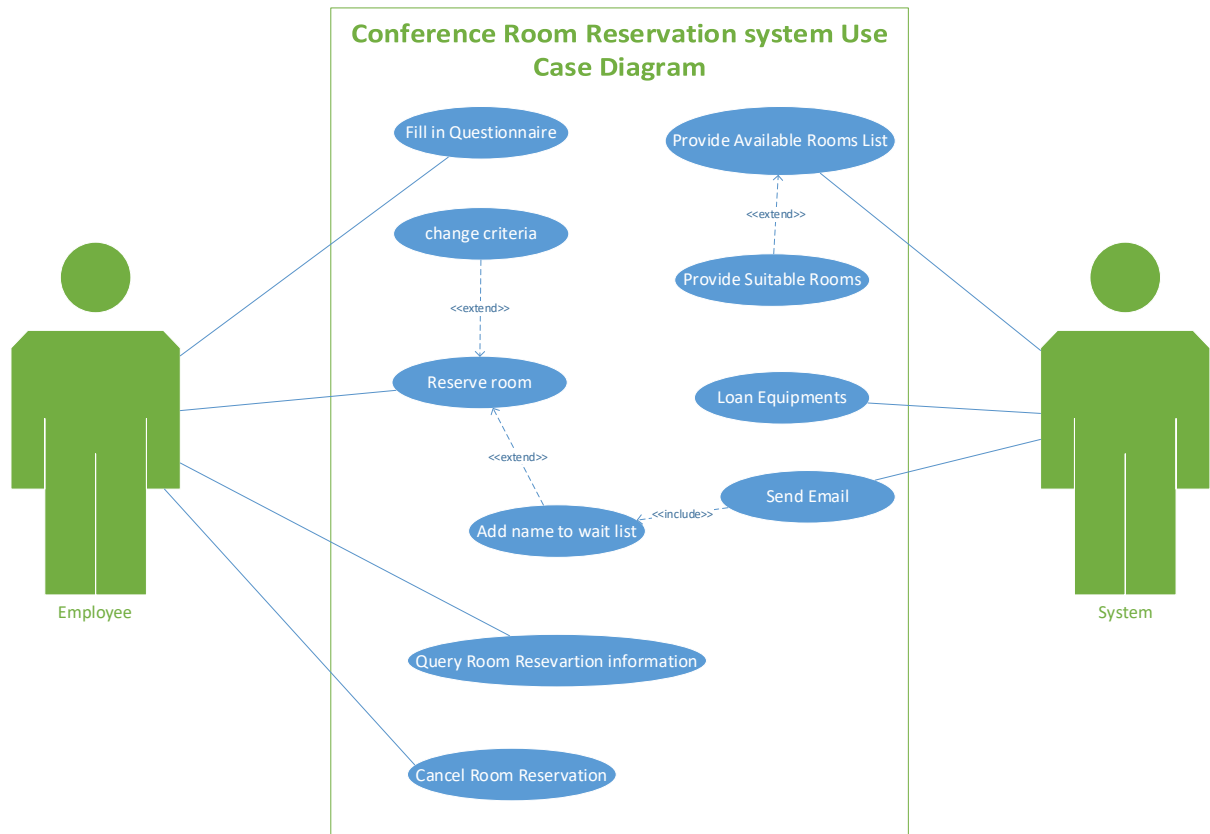 Conference Room Reservation system Use
Case Diagram
Fill in Questionnaire
Provide Available Rooms List
<<extend>>
change criteria
Provide Suitable Rooms
<<extend>>
Reserve room
Loan Equipments
<<extend>>
Send Email
<<include>>
Add name to wait list
Employee
System
Query Room Resevartion information
Cancel Room Reservation